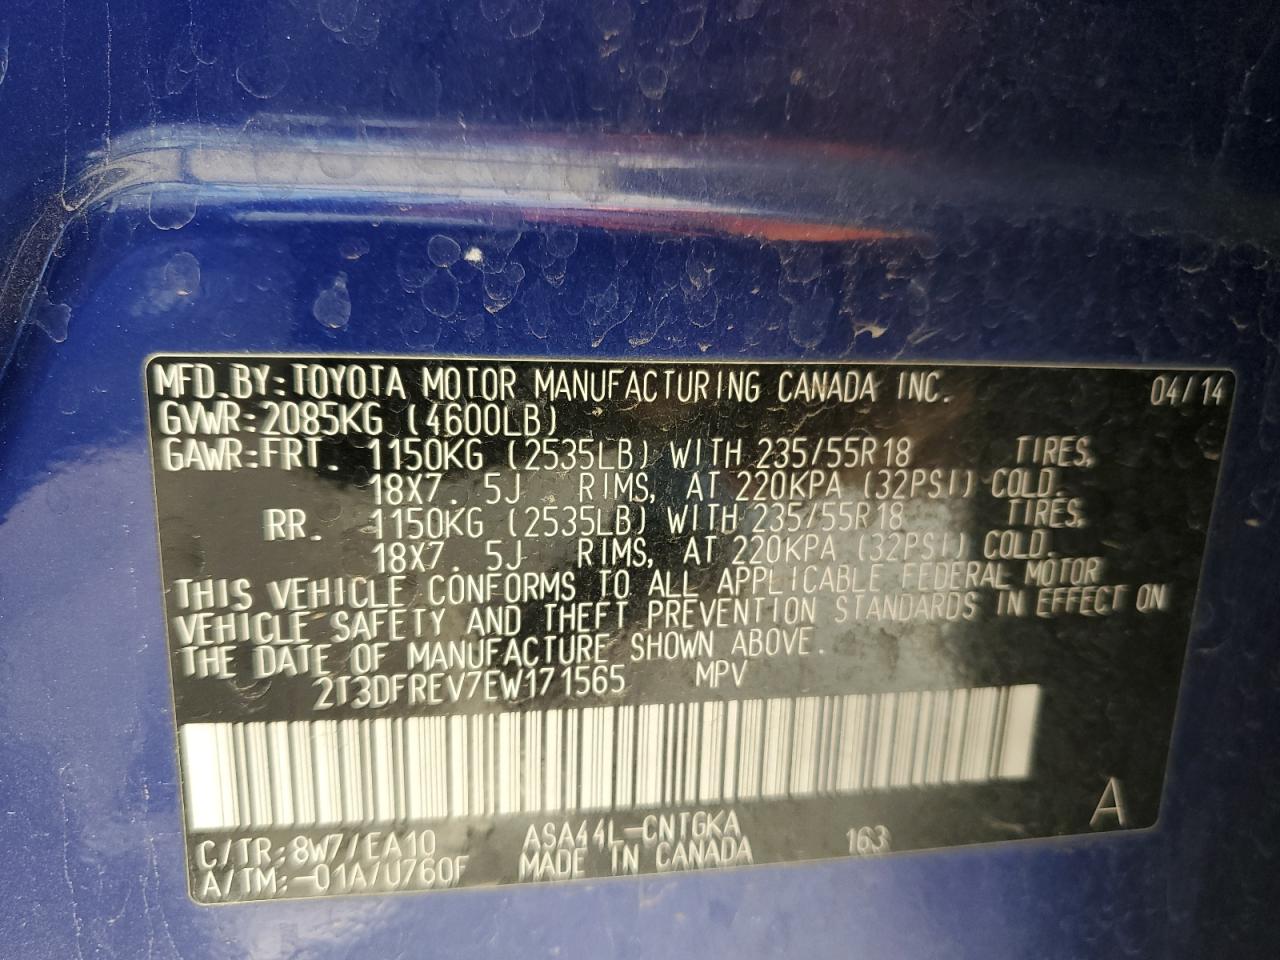 MFD.BY:TOYOTA MOTOR MANUFACTURING CANADA INC. 04/14
GVWR:2085KG (4600LB)
GAWR:FRT. 1150KG (2535LB) WITH 235/55R18 TIRES,
18X7. 5J RIMS, AT 220KPA (32PSI) COLD.
RR. 1150KG (2535LB) WITH 235/55R18 TIRES,
18X7. 5J RIMS, AT 220KPA (32PSI) COLD.
THIS VEHICLE CONFORMS TO ALL APPLICABLE FEDERAL MOTOR
VEHICLE SAFETY AND THEFT PREVENTION STANDARDS IN EFFECT ON
THE DATE OF MANUFACTURE SHOWN ABOVE.
2T3DFREV7EW171565 MPV
A
C/TR:8W7/EA10 ASA44L-CNTGKA 163
A/TM:-01A/U760F MADE IN CANADA